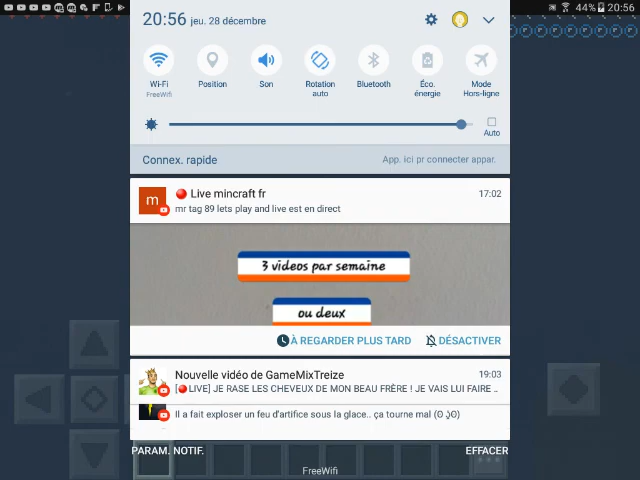 44% 20:56
20:56 jeu. 28 décembre
Wi-Fi
FreeWifi
Position
Son
Rotation
auto
Bluetooth
Éco.
énergie
Mode
Hors-ligne
Auto
Connex. rapide
App. ici pr connecter appar.
m
🔴 Live mincraft fr
17:02
mr tag 89 lets play and live est en direct
3 videos par semaine
ou deux
À REGARDER PLUS TARD
DÉSACTIVER
Nouvelle vidéo de GameMixTreize
19:03
[🔴LIVE] JE RASE LES CHEVEUX DE MON BEAU FRÈRE ! JE VAIS LUI FAIRE ..
Il a fait exploser un feu d'artifice sous la glace.. ça tourne mal
PARAM. NOTIF.
EFFACER
FreeWifi